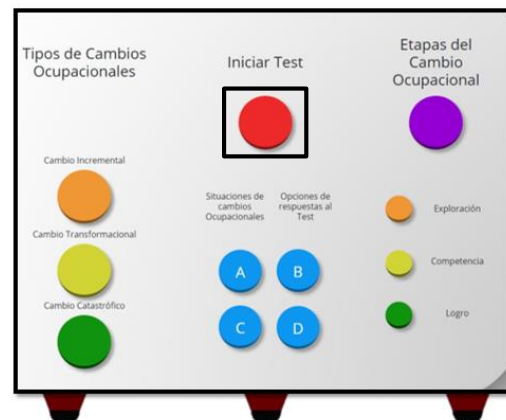 Tipos de Cambios
Ocupacionales
Cambio Incremental
Cambio Transformacional
Cambio Catastrófico
Iniciar Test
Situaciones de
cambios
Ocupacionales
Opciones de
respuestas al
Test
A
B
C
D
Etapas del
Cambio
Ocupacional
Exploración
Competencia
Logro